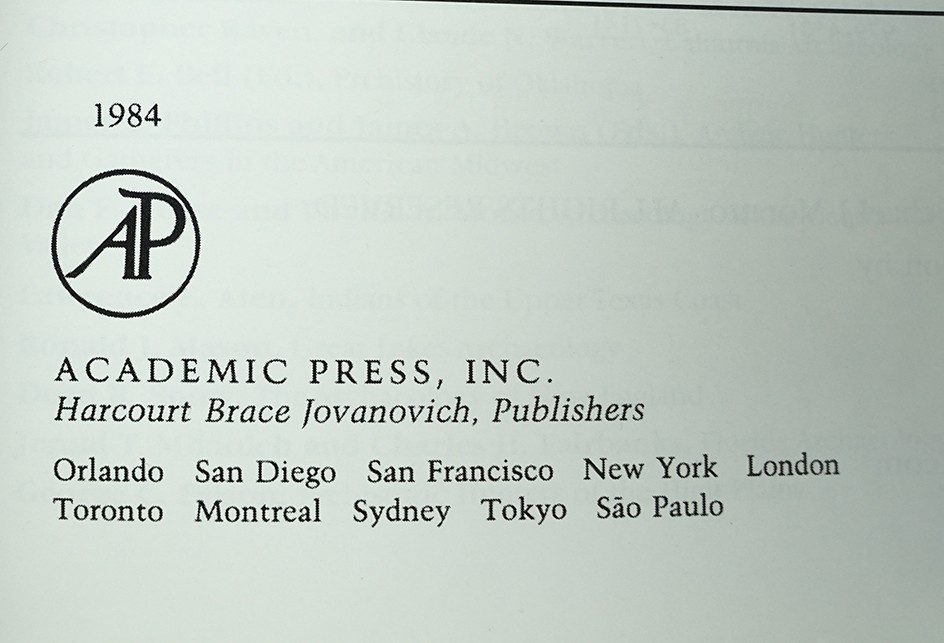 1984
AP
ACADEMIC PRESS, INC.
Harcourt Brace Jovanovich, Publishers
Orlando San Diego San Francisco New York London
Toronto Montreal Sydney Tokyo São Paulo